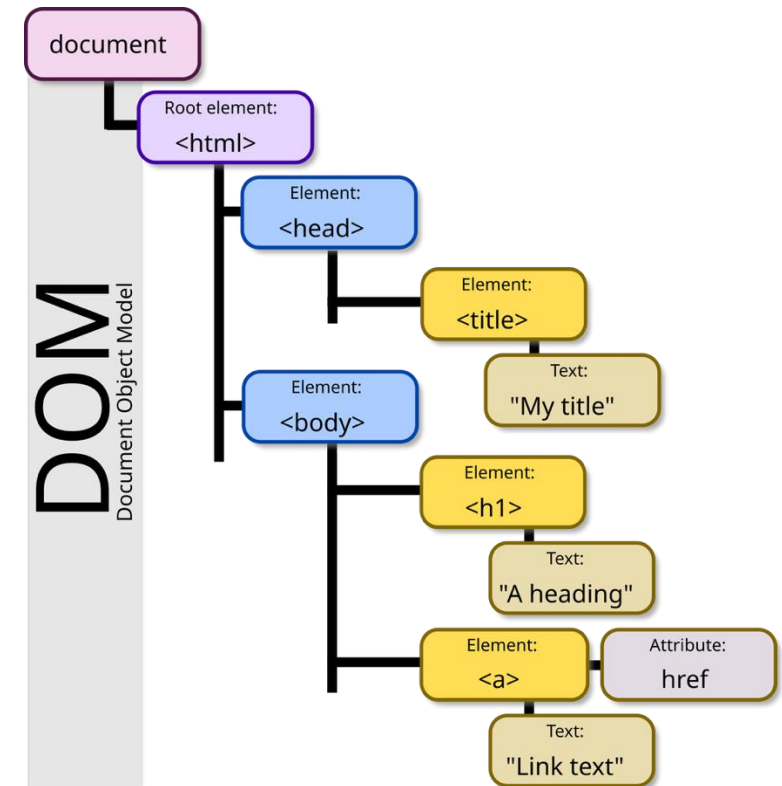 document
Root element:
<html>
Element:
<head>
Element:
<title>
Text:
"My title"
Element:
<body>
Element:
<h1>
Text:
"A heading"
Element:
<a>
Attribute:
href
Text:
"Link text"
DOM
Document Object Model